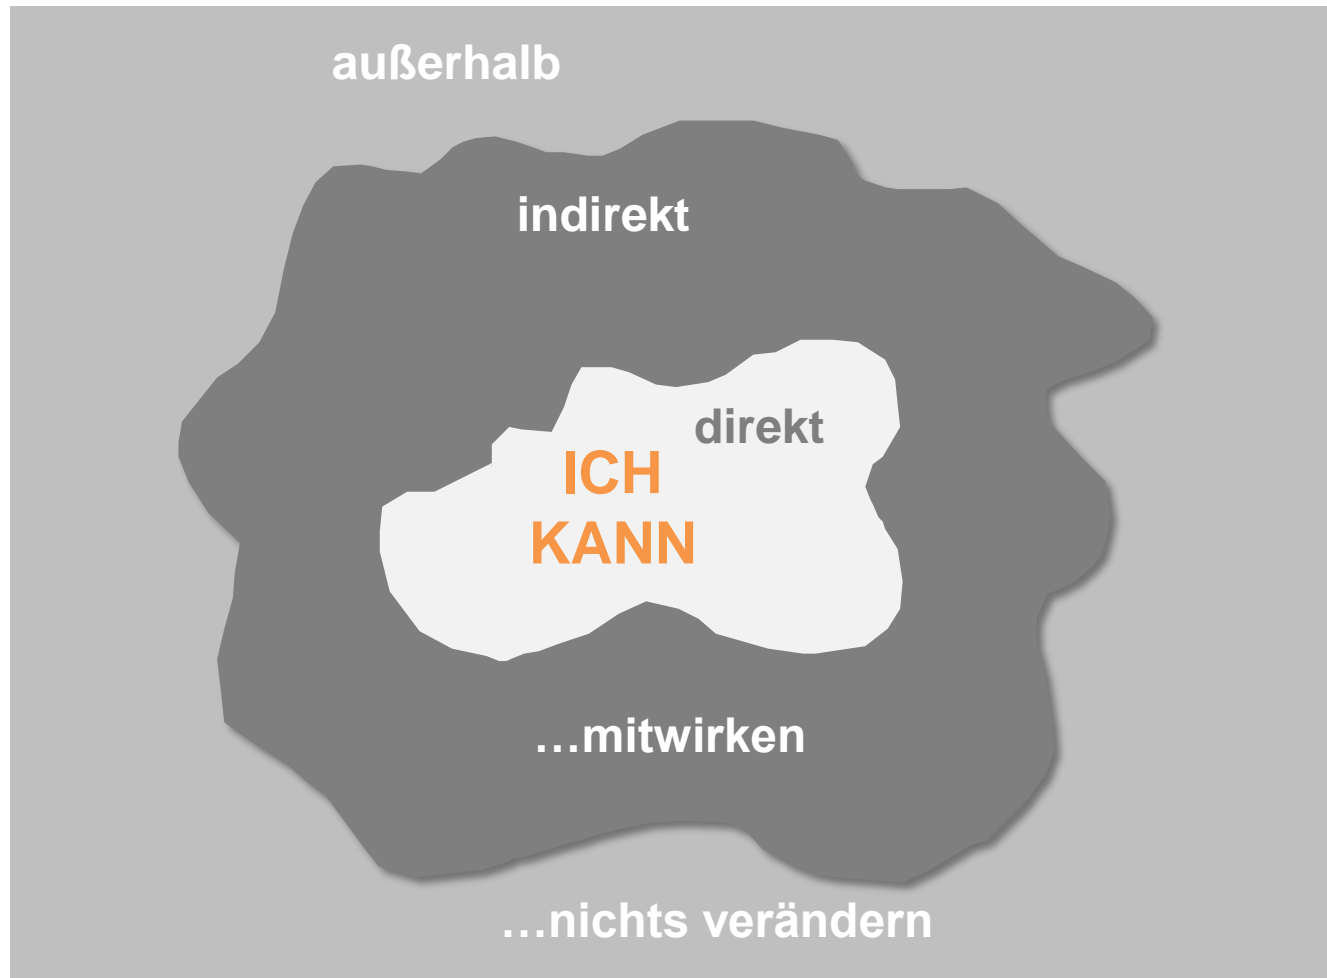 außerhalb
indirekt
direkt
ICH
KANN
…mitwirken
…nichts verändern